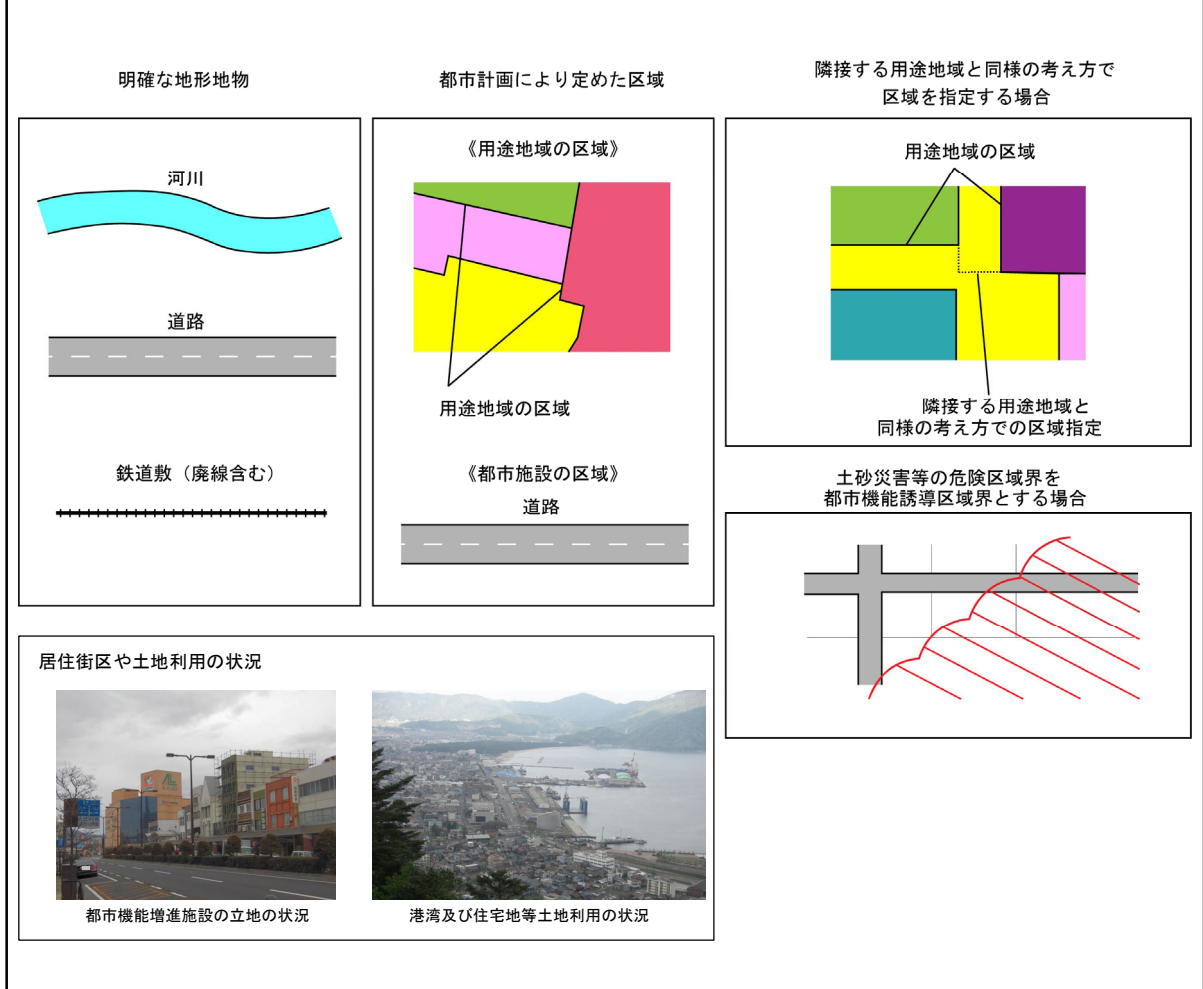 明確な地形地物
河川
道路
鉄道敷（廃線含む）
都市計画により定めた区域
《用途地域の区域》
用途地域の区域
《都市施設の区域》
道路
隣接する用途地域と同様の考え方で
区域を指定する場合
用途地域の区域
隣接する用途地域と
同様の考え方での区域指定
土砂災害等の危険区域界を
都市機能誘導区域界とする場合
居住街区や土地利用の状況
都市機能増進施設の立地の状況
港湾及び住宅地等土地利用の状況